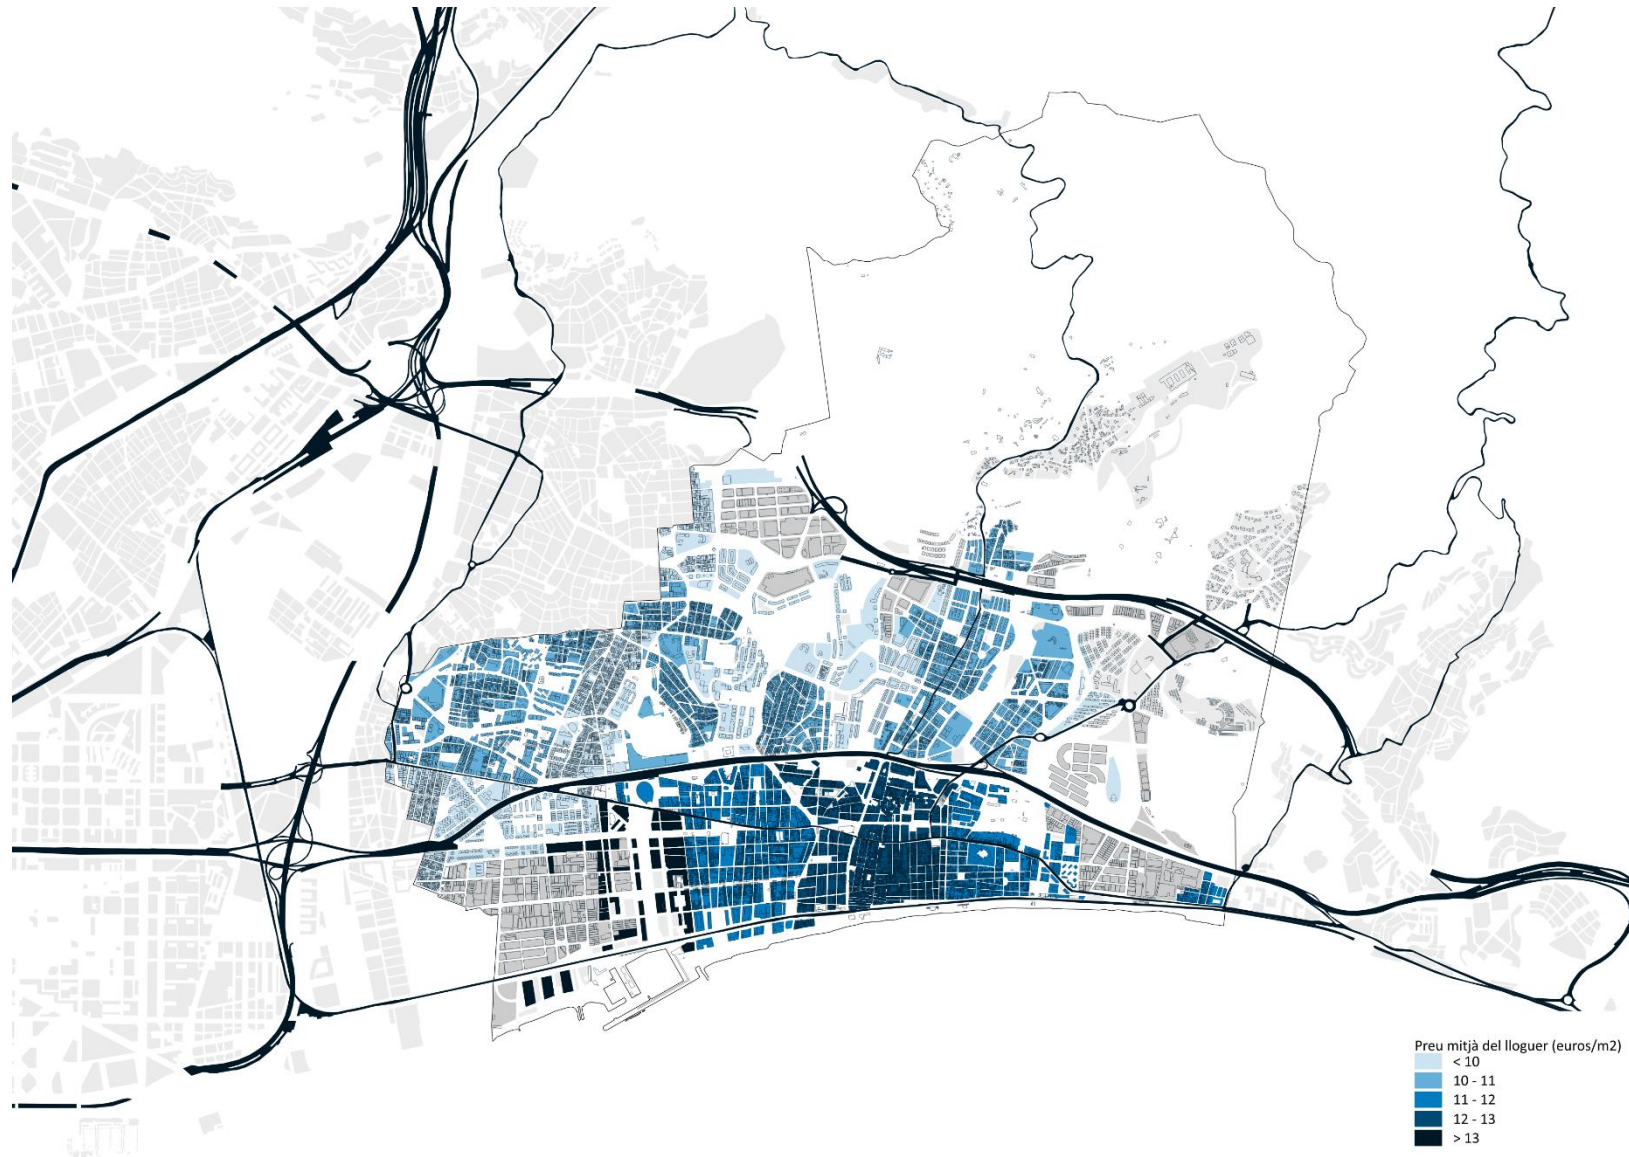 Preu mitjà del lloguer (euros/m2)
< 10
10 - 11
11 - 12
12 - 13
> 13